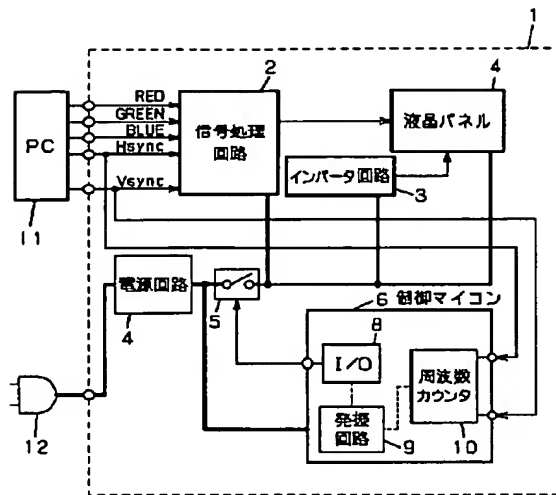 1
2
4
RED
GREEN
BLUE
Hsync
Vsync
PC
11
信号処理
回路
液晶パネル
インバータ回路
3
電源回路
4
5
6 制御マイコン
8
I/O
発振
回路
9
周波数
カウンタ
10
12